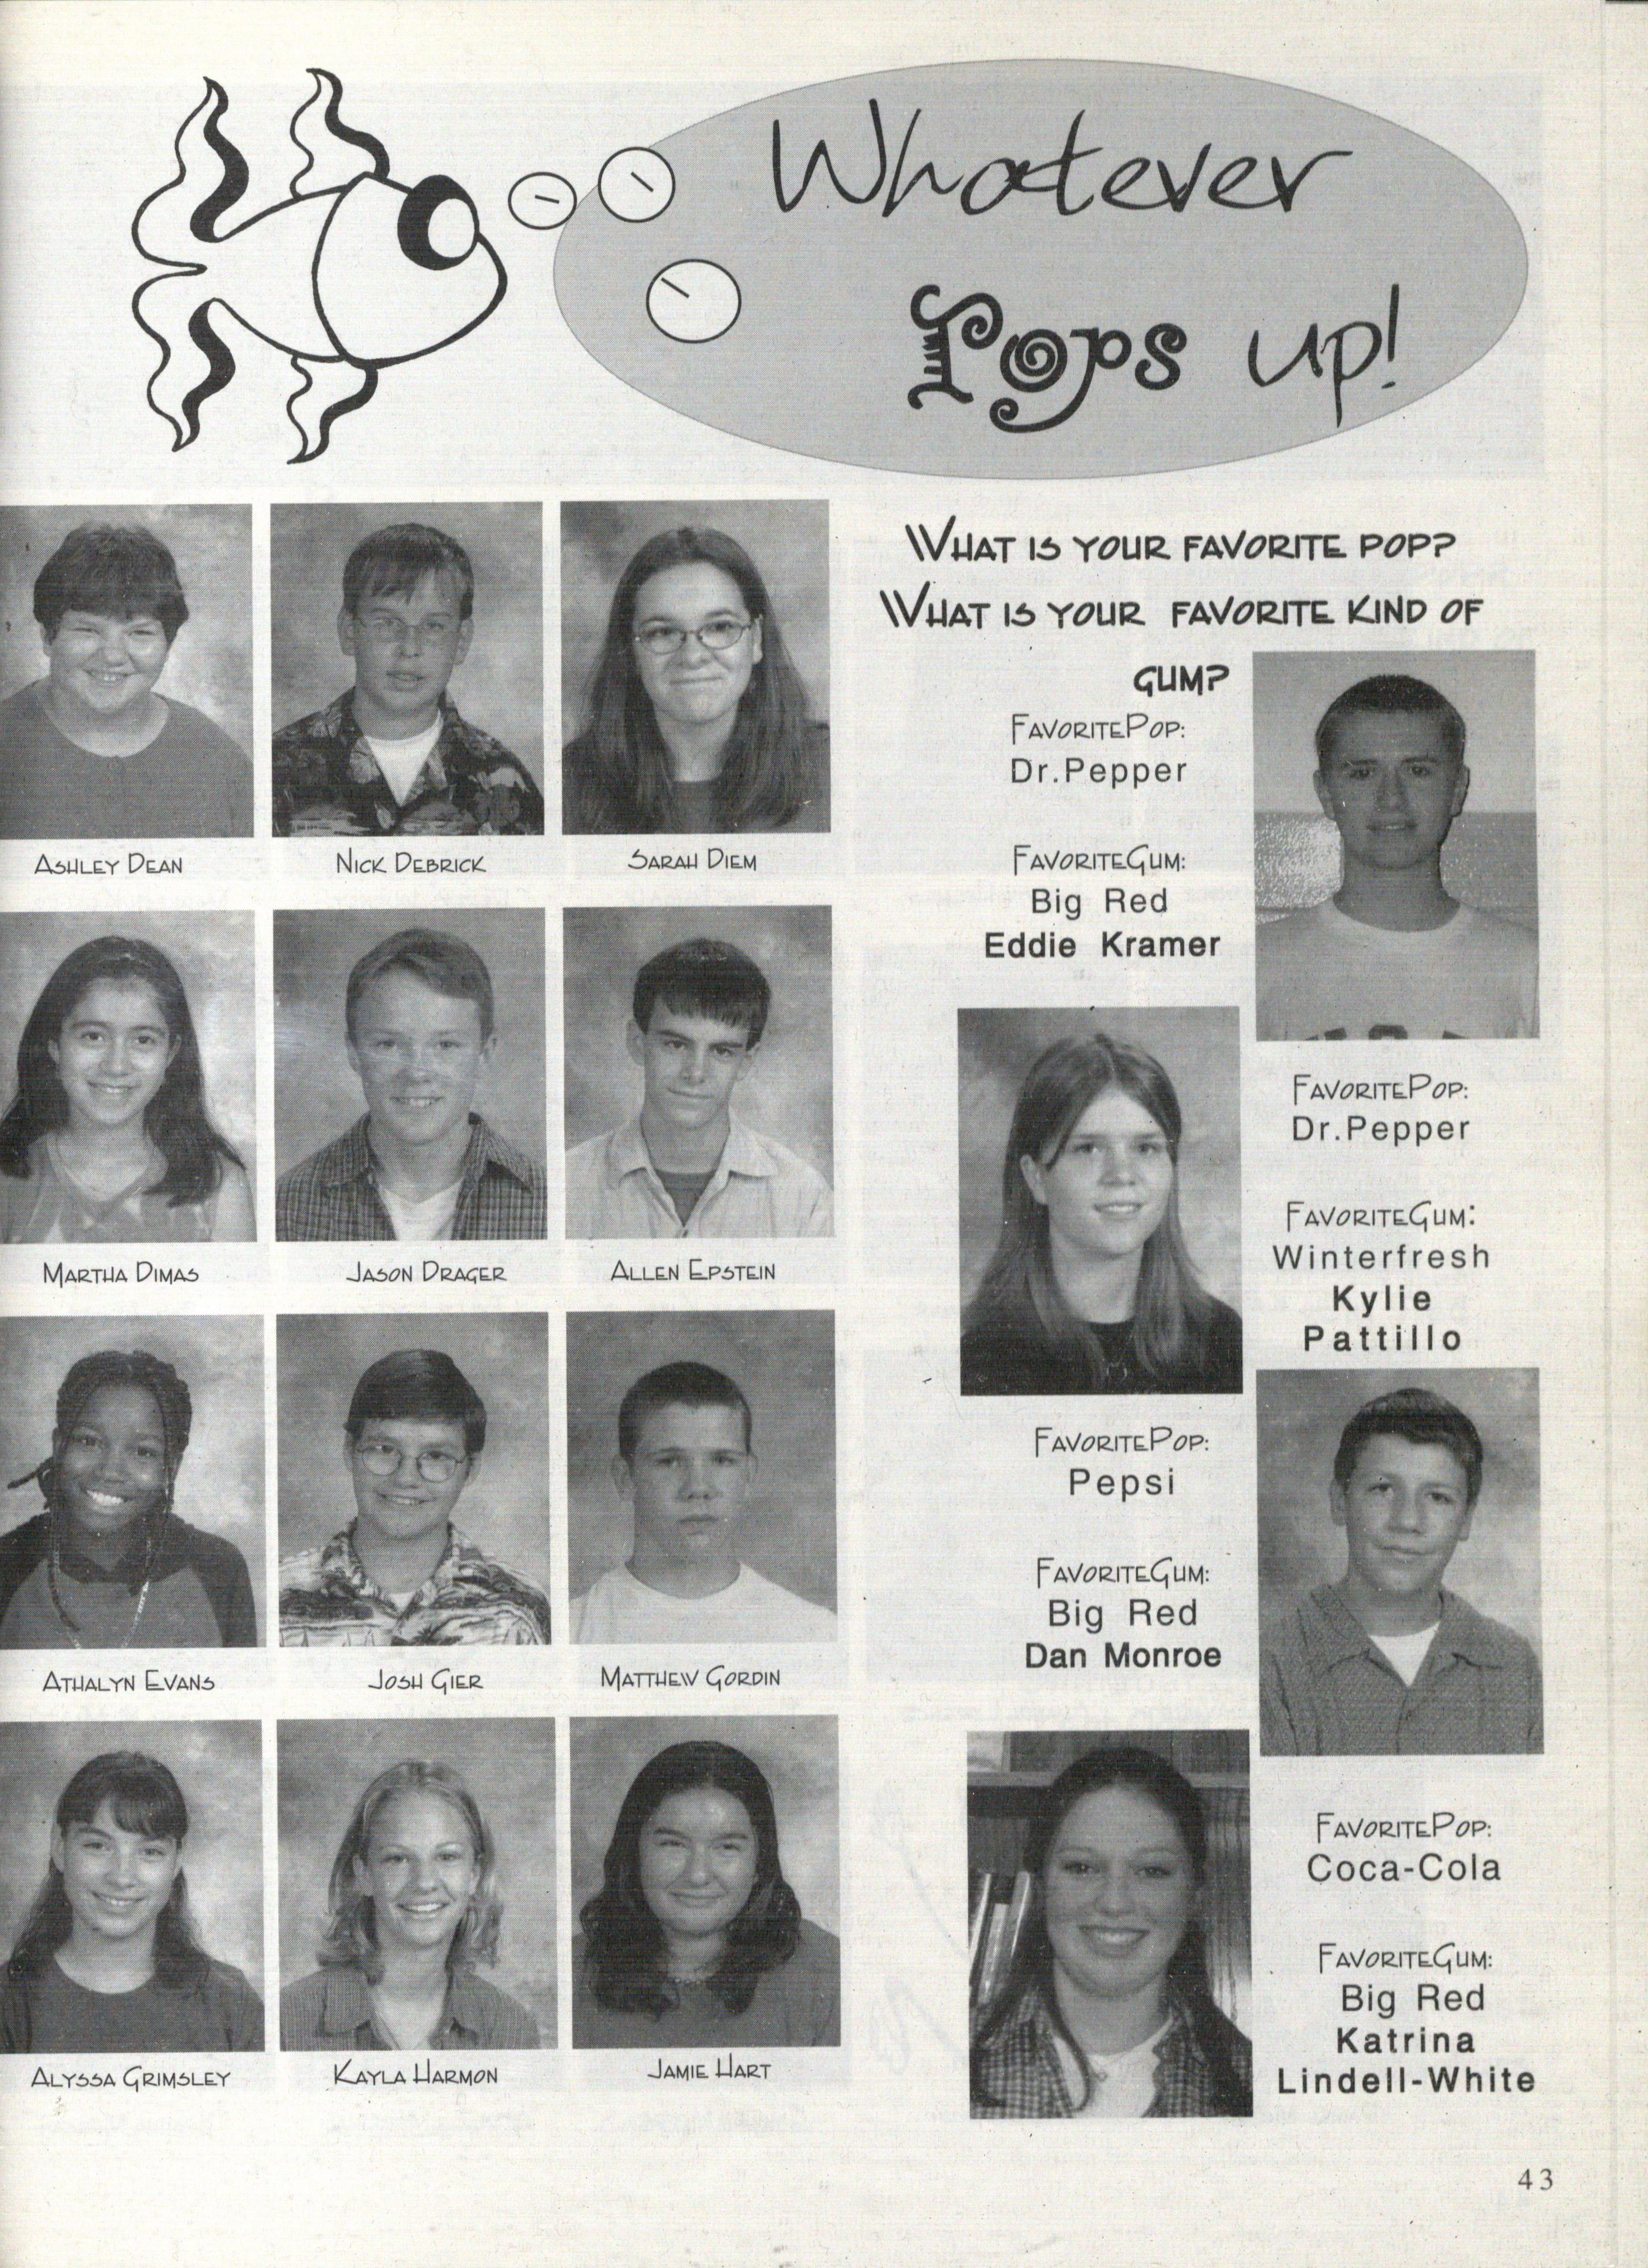 Whatever
Pops up!
WHAT IS YOUR FAVORITE POP?
WHAT IS YOUR FAVORITE KIND OF
GUM?
FAVORITEPOP:
Dr.Pepper
FAVORITEGUM:
Big Red
Eddie Kramer
FAVORITEPOP:
Dr.Pepper
FAVORITEGUM:
Winterfresh
Kylie
Pattillo
FAVORITEPOP:
Pepsi
FAVORITEGUM:
Big Red
Dan Monroe
FAVORITEPOP:
Coca-Cola
FAVORITEGUM:
Big Red
Katrina
Lindell-White
ASHLEY DEAN
NICK DEBRICK
SARAH DIEM
MARTHA DIMAS
JASON DRAGER
ALLEN EPSTEIN
ATHALYN EVANS
JOSH GIER
MATTHEW GORDIN
ALYSSA GRIMSLEY
KAYLA HARMON
JAMIE HART
43